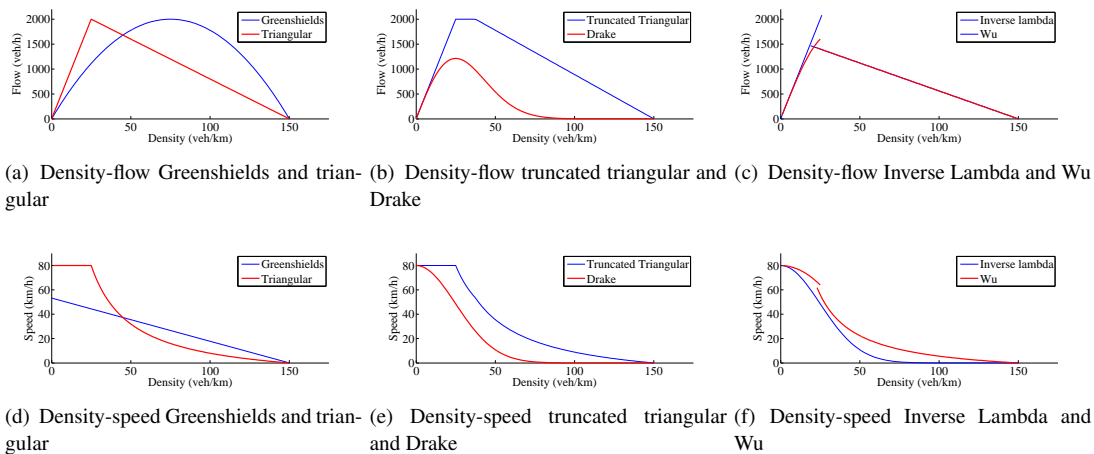 2000
1500
1000
500
0
Flow (veh/h)
0 50 100 150
Density (veh/km)
Greenshields
Triangular
2000
1500
1000
500
0
Flow (veh/h)
0 50 100 150
Density (veh/km)
Truncated Triangular
Drake
2000
1500
1000
500
0
Flow (veh/h)
0 50 100 150
Density (veh/km)
Inverse lambda
Wu
(a) Density-flow Greenshields and trian-
gular
(b) Density-flow truncated triangular and
Drake
(c) Density-flow Inverse Lambda and Wu
80
60
40
20
0
Speed (km/h)
0 50 100 150
Density (veh/km)
Greenshields
Triangular
80
60
40
20
0
Speed (km/h)
0 50 100 150
Density (veh/km)
Truncated Triangular
Drake
80
60
40
20
0
Speed (km/h)
0 50 100 150
Density (veh/km)
Inverse lambda
Wu
(d) Density-speed Greenshields and trian-
gular
(e) Density-speed truncated triangular
and Drake
(f) Density-speed Inverse Lambda and
Wu